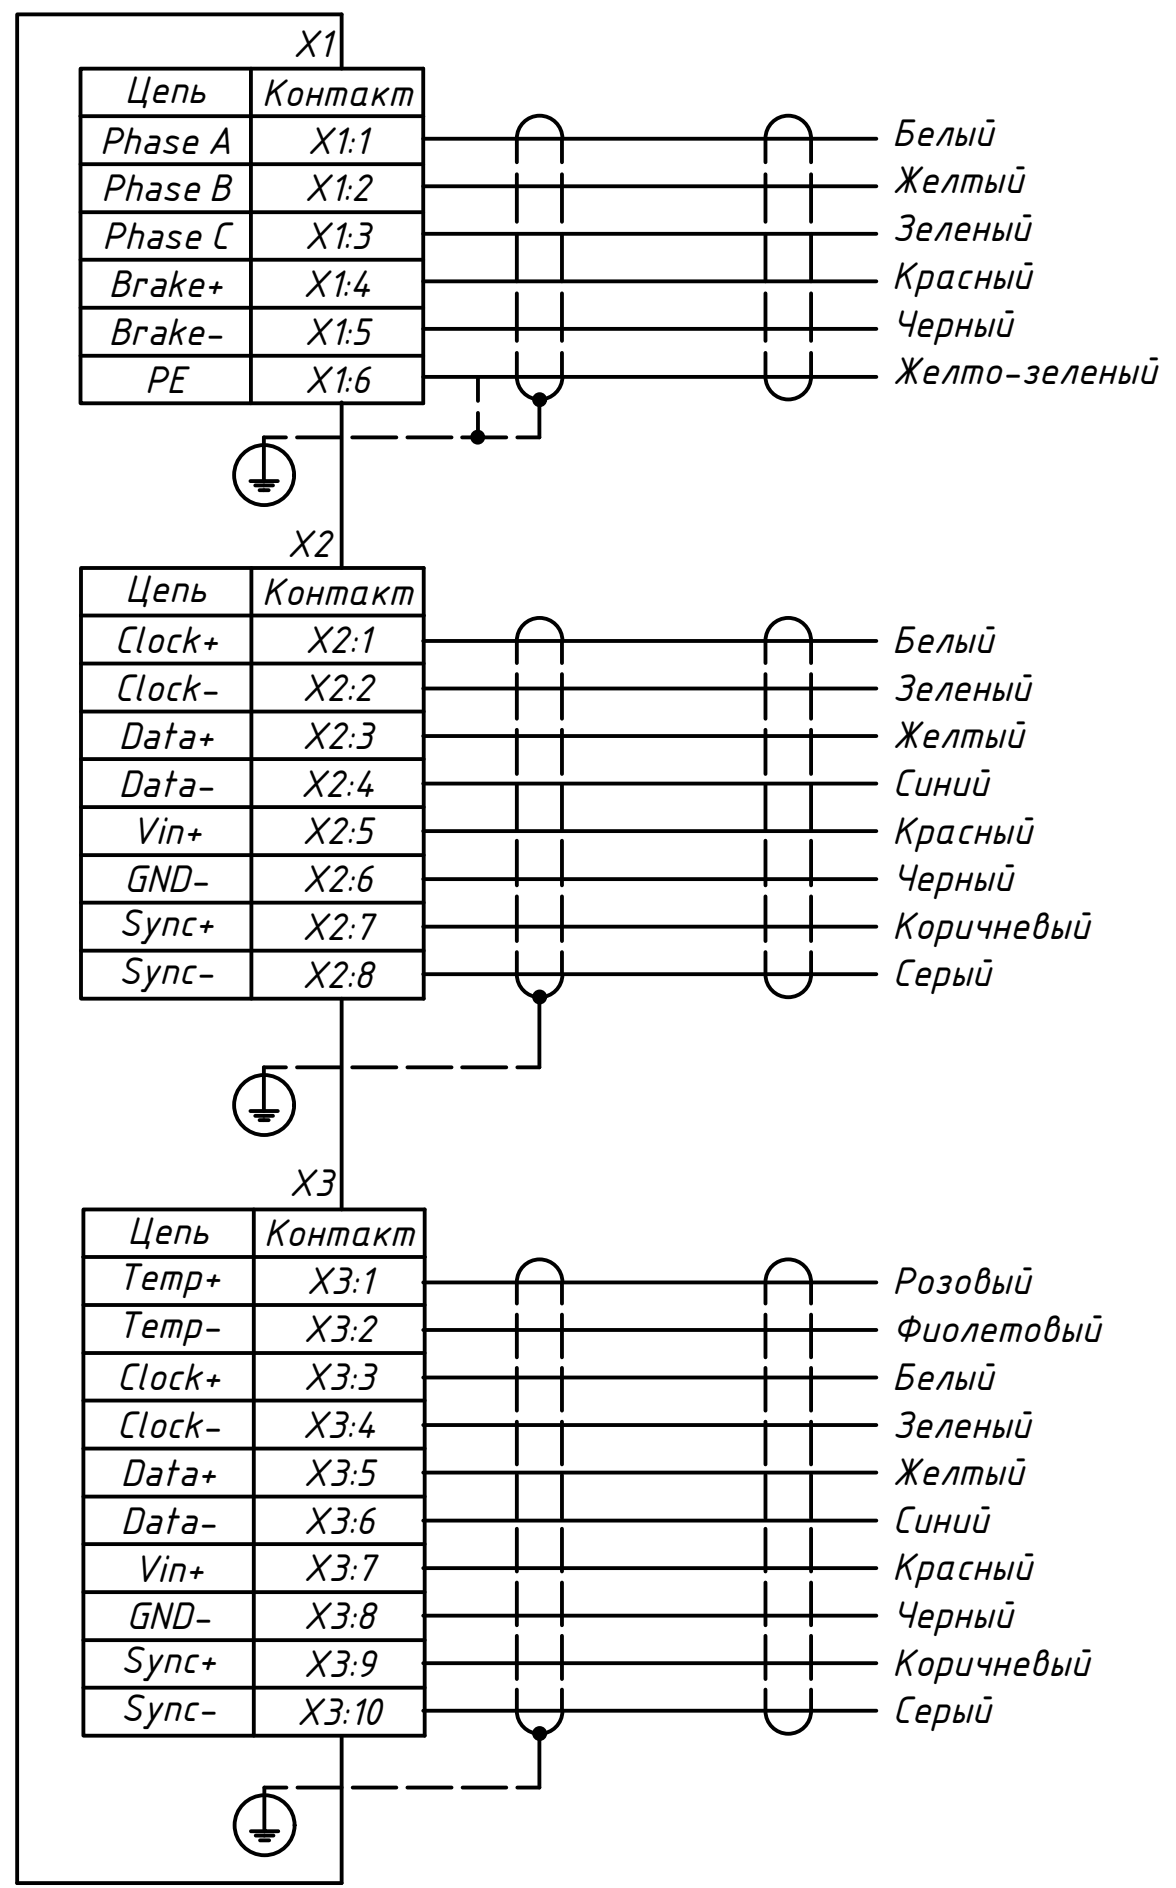 X1
Цепь Контакт
Phase A X1:1 Белый
Phase B X1:2 Желтый
Phase C X1:3 Зеленый
Brake+ X1:4 Красный
Brake- X1:5 Черный
PE X1:6 Желто-зеленый
X2
Цепь Контакт
Clock+ X2:1 Белый
Clock- X2:2 Зеленый
Data+ X2:3 Желтый
Data- X2:4 Синий
Vin+ X2:5 Красный
GND- X2:6 Черный
Sync+ X2:7 Коричневый
Sync- X2:8 Серый
X3
Цепь Контакт
Temp+ X3:1 Розовый
Temp- X3:2 Фиолетовый
Clock+ X3:3 Белый
Clock- X3:4 Зеленый
Data+ X3:5 Желтый
Data- X3:6 Синий
Vin+ X3:7 Красный
GND- X3:8 Черный
Sync+ X3:9 Коричневый
Sync- X3:10 Серый